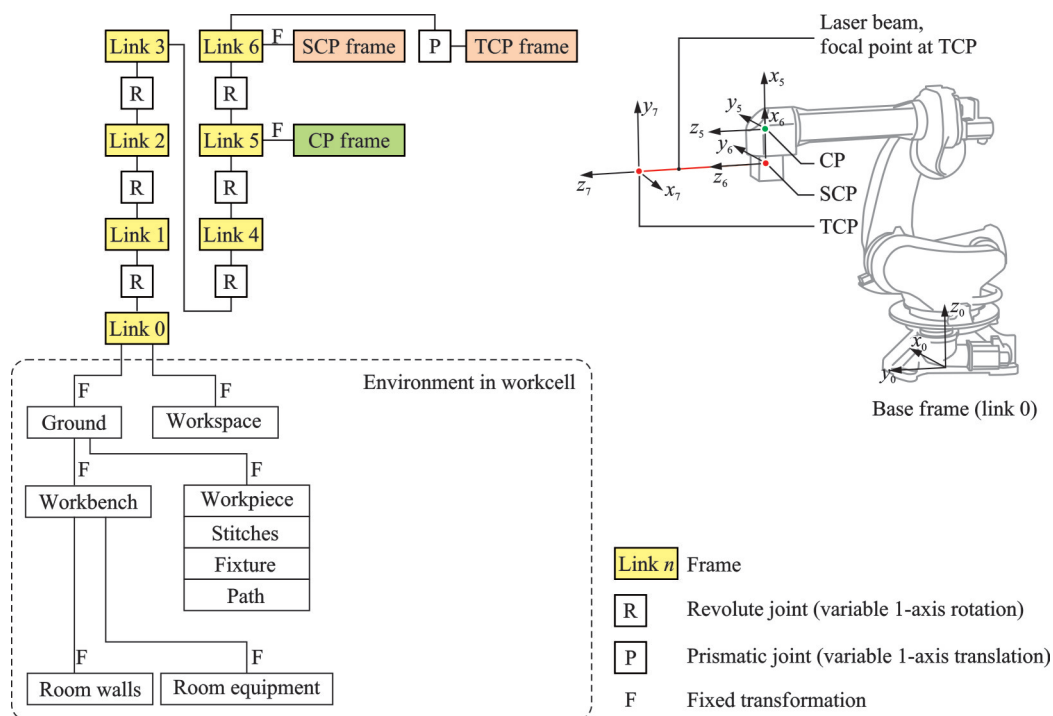 Link 3
Link 6
F
SCP frame
P
TCP frame
R
R
Link 2
Link 5
F
CP frame
R
R
Link 1
Link 4
R
R
Link 0
Environment in workcell
F
F
Ground
Workspace
F
F
Workbench
Workpiece
Stitches
Fixture
Path
F
F
Room walls
Room equipment
Laser beam,
focal point at TCP
x5
y5
x6
z5
y6
z6
y7
z7
x7
CP
SCP
TCP
z0
x0
y0
Base frame (link 0)
Link n Frame
R Revolute joint (variable 1-axis rotation)
P Prismatic joint (variable 1-axis translation)
F Fixed transformation